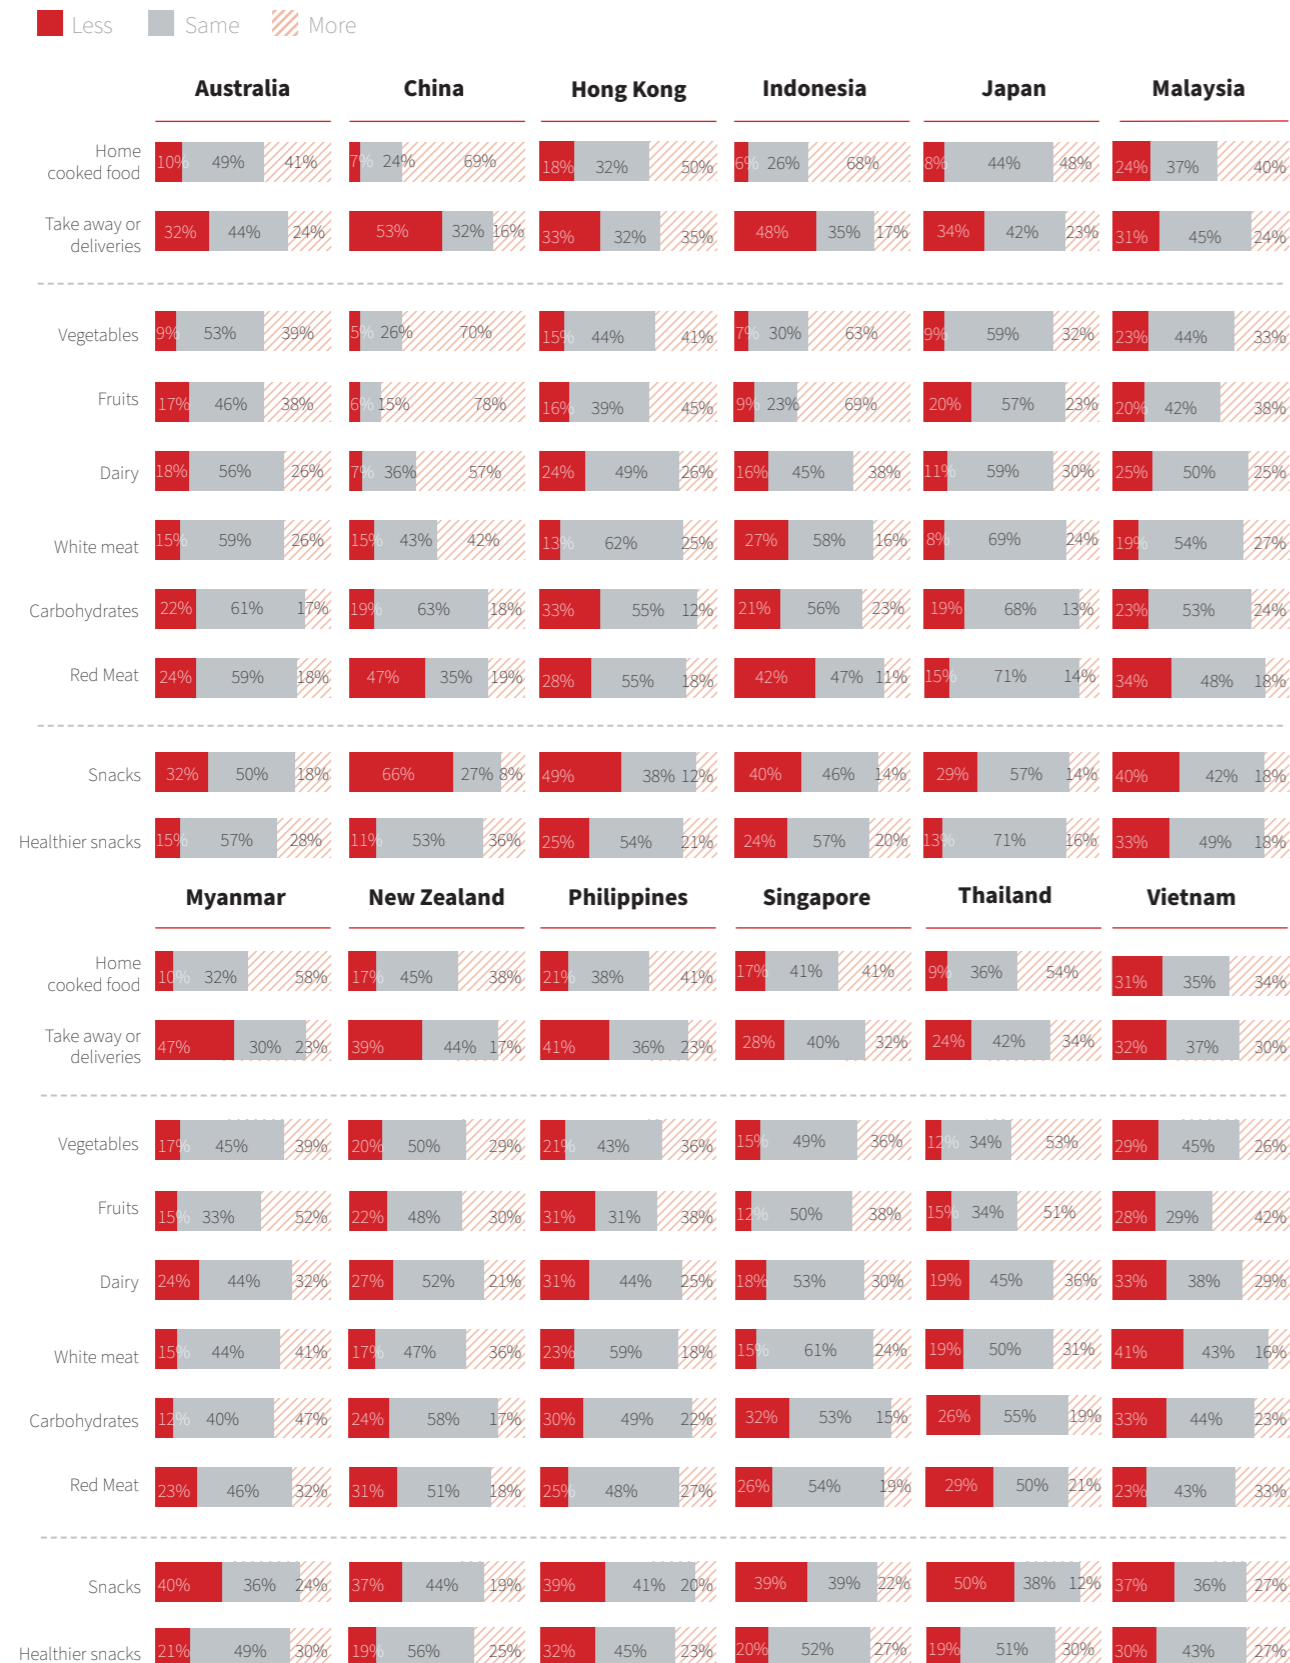 Less Same More
Australia China Hong Kong Indonesia Japan Malaysia
Home
cooked food 10% 49% 41% 7% 24% 69% 18% 32% 50% 6% 26% 68% 8% 44% 48% 24% 37% 40%
Take away or
deliveries 32% 44% 24% 53% 32% 16% 33% 32% 35% 48% 35% 17% 34% 42% 23% 31% 45% 24%
Vegetables 9% 53% 39% 5% 26% 70% 15% 44% 41% 7% 30% 63% 9% 59% 32% 23% 44% 33%
Fruits 17% 46% 38% 6% 15% 78% 16% 39% 45% 9% 23% 69% 20% 57% 23% 20% 42% 38%
Dairy 18% 56% 26% 7% 36% 57% 24% 49% 26% 16% 45% 38% 11% 59% 30% 25% 50% 25%
White meat 15% 59% 26% 15% 43% 42% 13% 62% 25% 27% 58% 16% 8% 69% 24% 19% 54% 27%
Carbohydrates 22% 61% 17% 19% 63% 18% 33% 55% 12% 21% 56% 23% 19% 68% 13% 23% 53% 24%
Red Meat 24% 59% 18% 47% 35% 19% 28% 55% 18% 42% 47% 11% 15% 71% 14% 34% 48% 18%
Snacks 32% 50% 18% 66% 27% 8% 49% 38% 12% 40% 46% 14% 29% 57% 14% 40% 42% 18%
Healthier snacks 15% 57% 28% 11% 53% 36% 25% 54% 21% 24% 57% 20% 13% 71% 16% 33% 49% 18%
Myanmar New Zealand Philippines Singapore Thailand Vietnam
Home
cooked food 10% 32% 58% 17% 45% 38% 21% 38% 41% 17% 41% 41% 9% 36% 54% 31% 35% 34%
Take away or
deliveries 47% 30% 23% 39% 44% 17% 41% 36% 23% 28% 40% 32% 24% 42% 34% 32% 37% 30%
Vegetables 17% 45% 39% 20% 50% 29% 21% 43% 36% 15% 49% 36% 12% 34% 53% 29% 45% 26%
Fruits 15% 33% 52% 22% 48% 30% 31% 31% 38% 12% 50% 38% 15% 34% 51% 28% 29% 42%
Dairy 24% 44% 32% 27% 52% 21% 31% 44% 25% 18% 53% 30% 19% 45% 36% 33% 38% 29%
White meat 15% 44% 41% 17% 47% 36% 23% 59% 18% 15% 61% 24% 19% 50% 31% 41% 43% 16%
Carbohydrates 12% 40% 47% 24% 58% 17% 30% 49% 22% 32% 53% 15% 26% 55% 19% 33% 44% 23%
Red Meat 23% 46% 32% 31% 51% 18% 25% 48% 27% 26% 54% 19% 29% 50% 21% 23% 43% 33%
Snacks 40% 36% 24% 37% 44% 19% 39% 41% 20% 39% 39% 22% 50% 38% 12% 37% 36% 27%
Healthier snacks 21% 49% 30% 19% 56% 25% 32% 45% 23% 20% 52% 27% 19% 51% 30% 30% 43% 27%